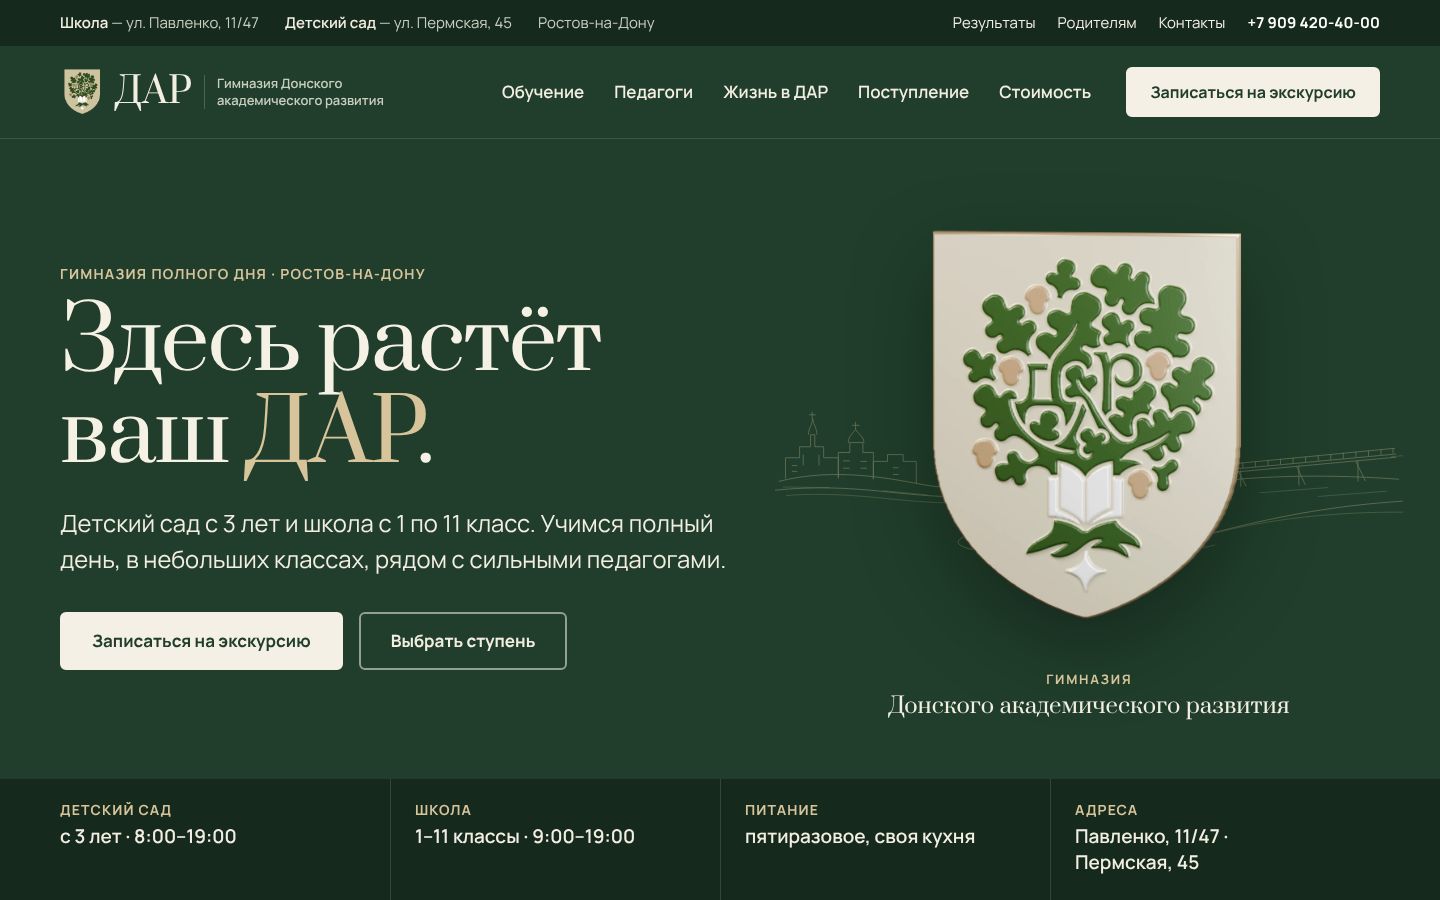 Школа — ул. Павленко, 11/47 Детский сад — ул. Пермская, 45 Ростов-на-Дону Результаты Родителям Контакты +7 909 420-40-00
ДАР Гимназия Донского
академического развития
Обучение Педагоги Жизнь в ДАР Поступление Стоимость Записаться на экскурсию
ГИМНАЗИЯ ПОЛНОГО ДНЯ · РОСТОВ-НА-ДОНУ
Здесь растёт
ваш ДАР.
Детский сад с 3 лет и школа с 1 по 11 класс. Учимся полный
день, в небольших классах, рядом с сильными педагогами.
Записаться на экскурсию Выбрать ступень
ДАР
ГИМНАЗИЯ
Донского академического развития
ДЕТСКИЙ САД
с 3 лет · 8:00–19:00
ШКОЛА
1–11 классы · 9:00–19:00
ПИТАНИЕ
пятиразовое, своя кухня
АДРЕСА
Павленко, 11/47 ·
Пермская, 45